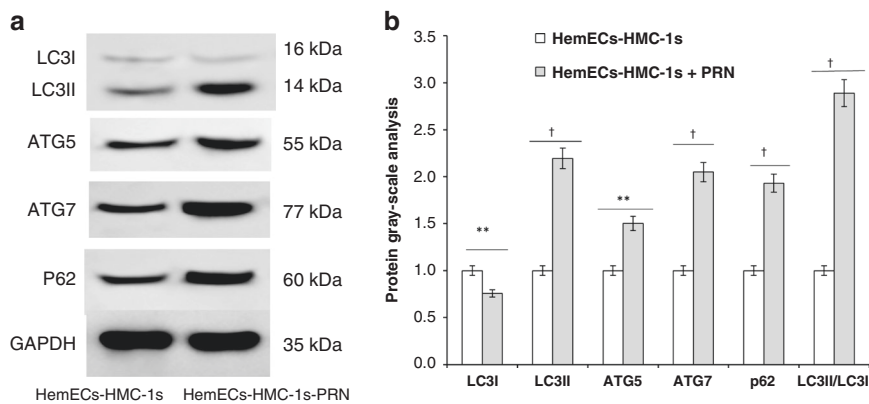 a
LC3I
16 kDa
LC3II
14 kDa
ATG5
55 kDa
ATG7
77 kDa
P62
60 kDa
GAPDH
35 kDa
HemECs-HMC-1s HemECs-HMC-1s-PRN
b
HemECs-HMC-1s
HemECs-HMC-1s + PRN
Protein gray-scale analysis
3.5
3.0
2.5
2.0
1.5
1.0
0.5
0.0
**
†
**
†
†
†
LC3I LC3II ATG5 ATG7 p62 LC3II/LC3I